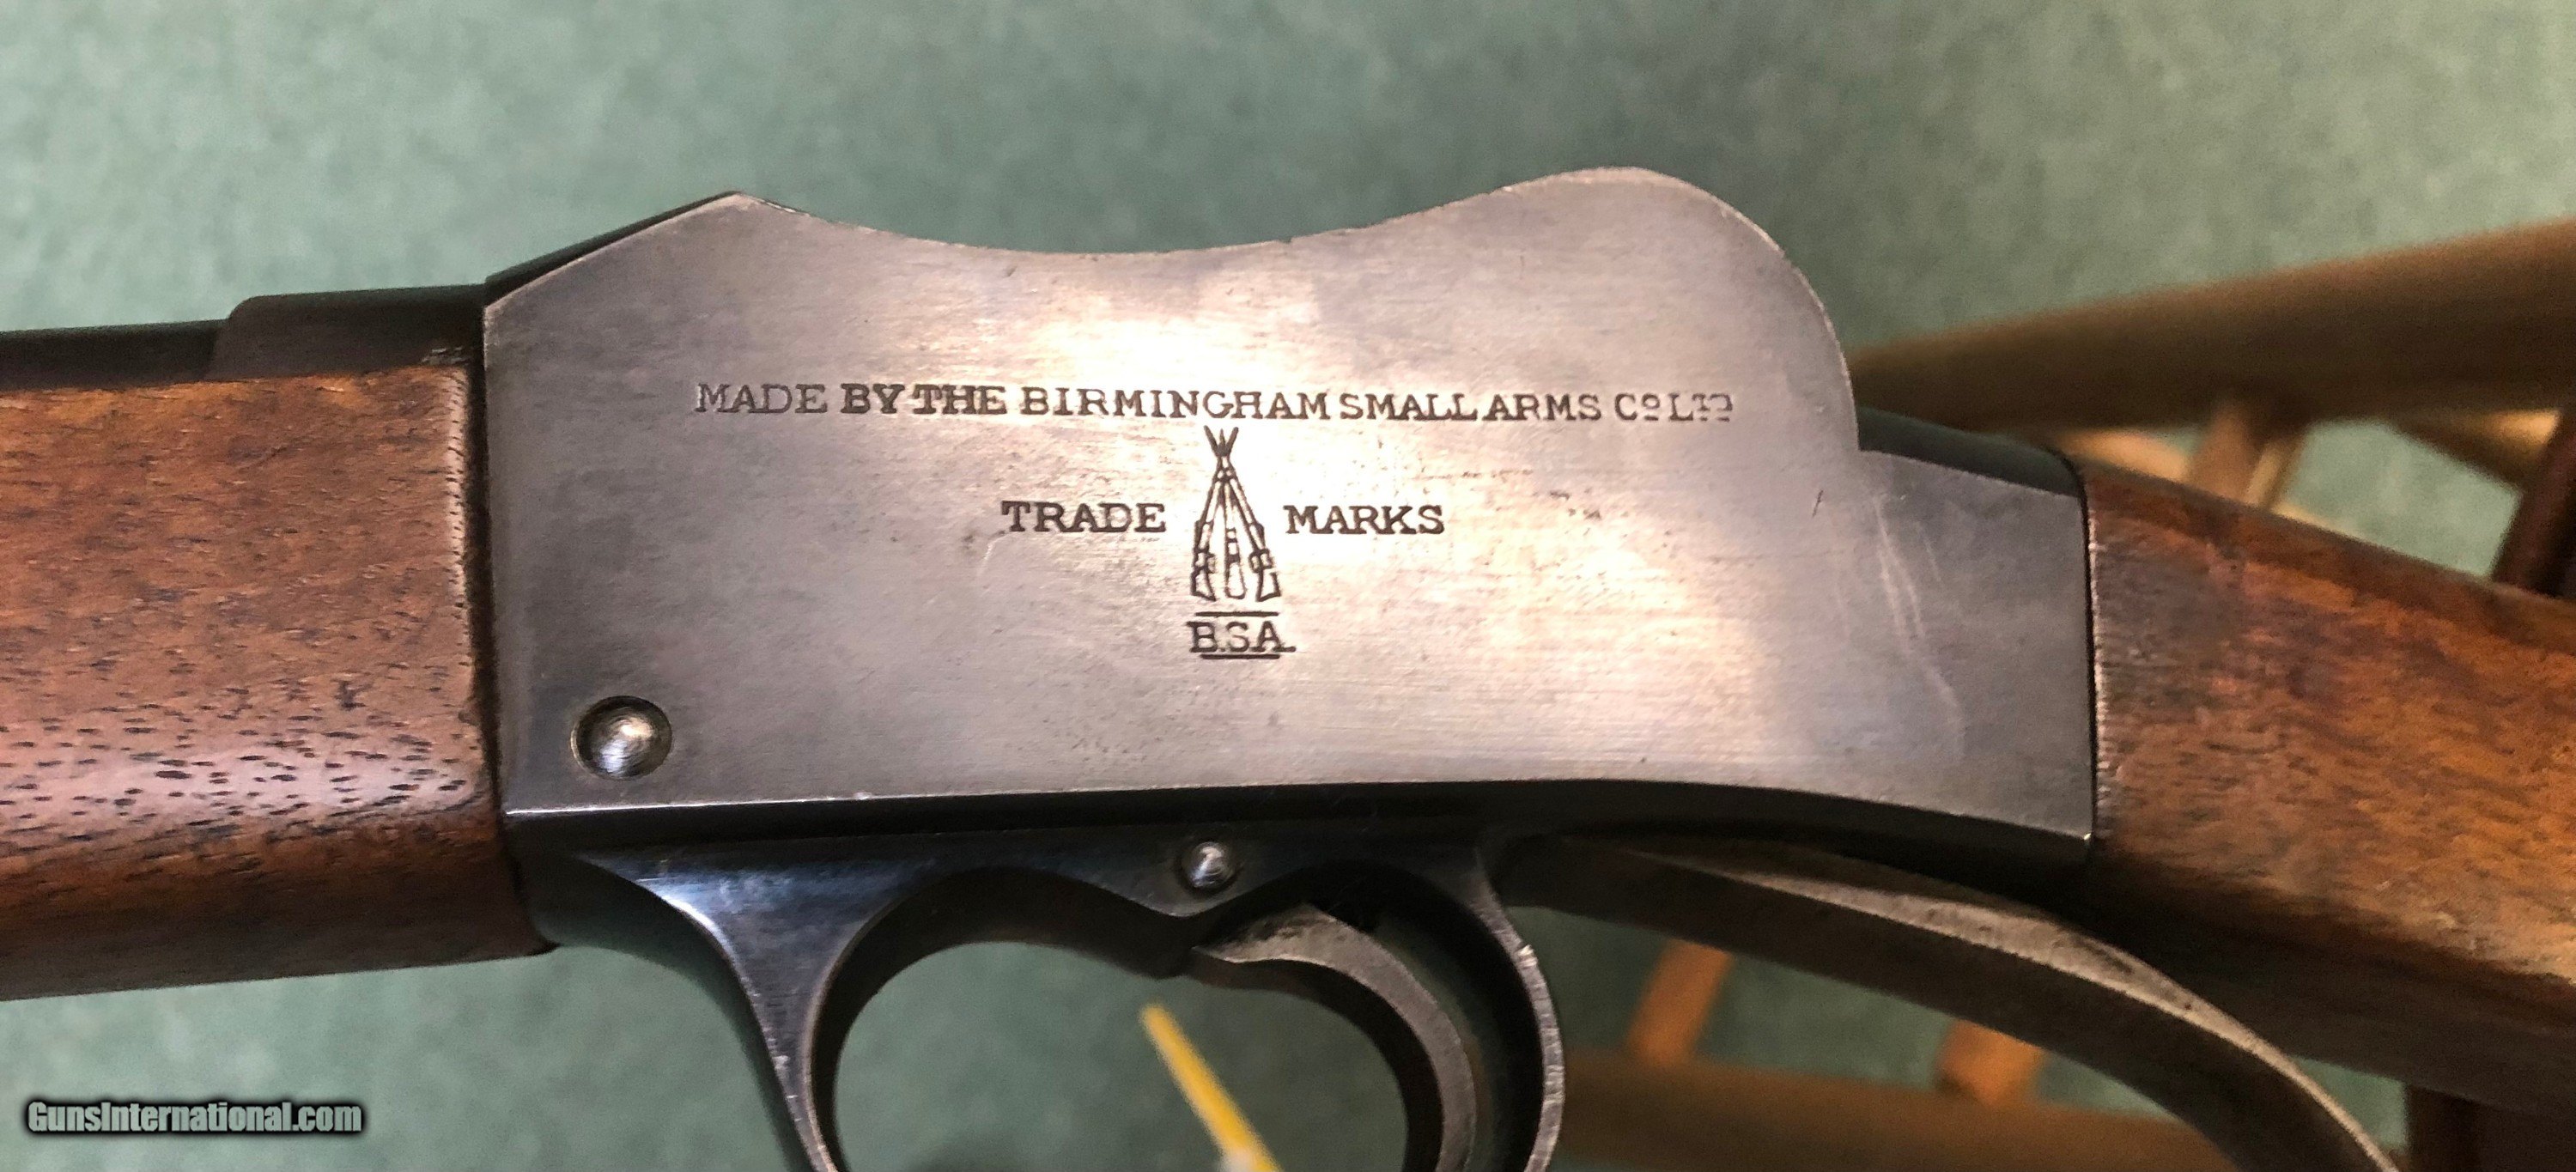 MADE BY THE BIRMINGHAM SMALL ARMS Cº LTD
TRADE MARKS
B.S.A.
GunsInternational.com